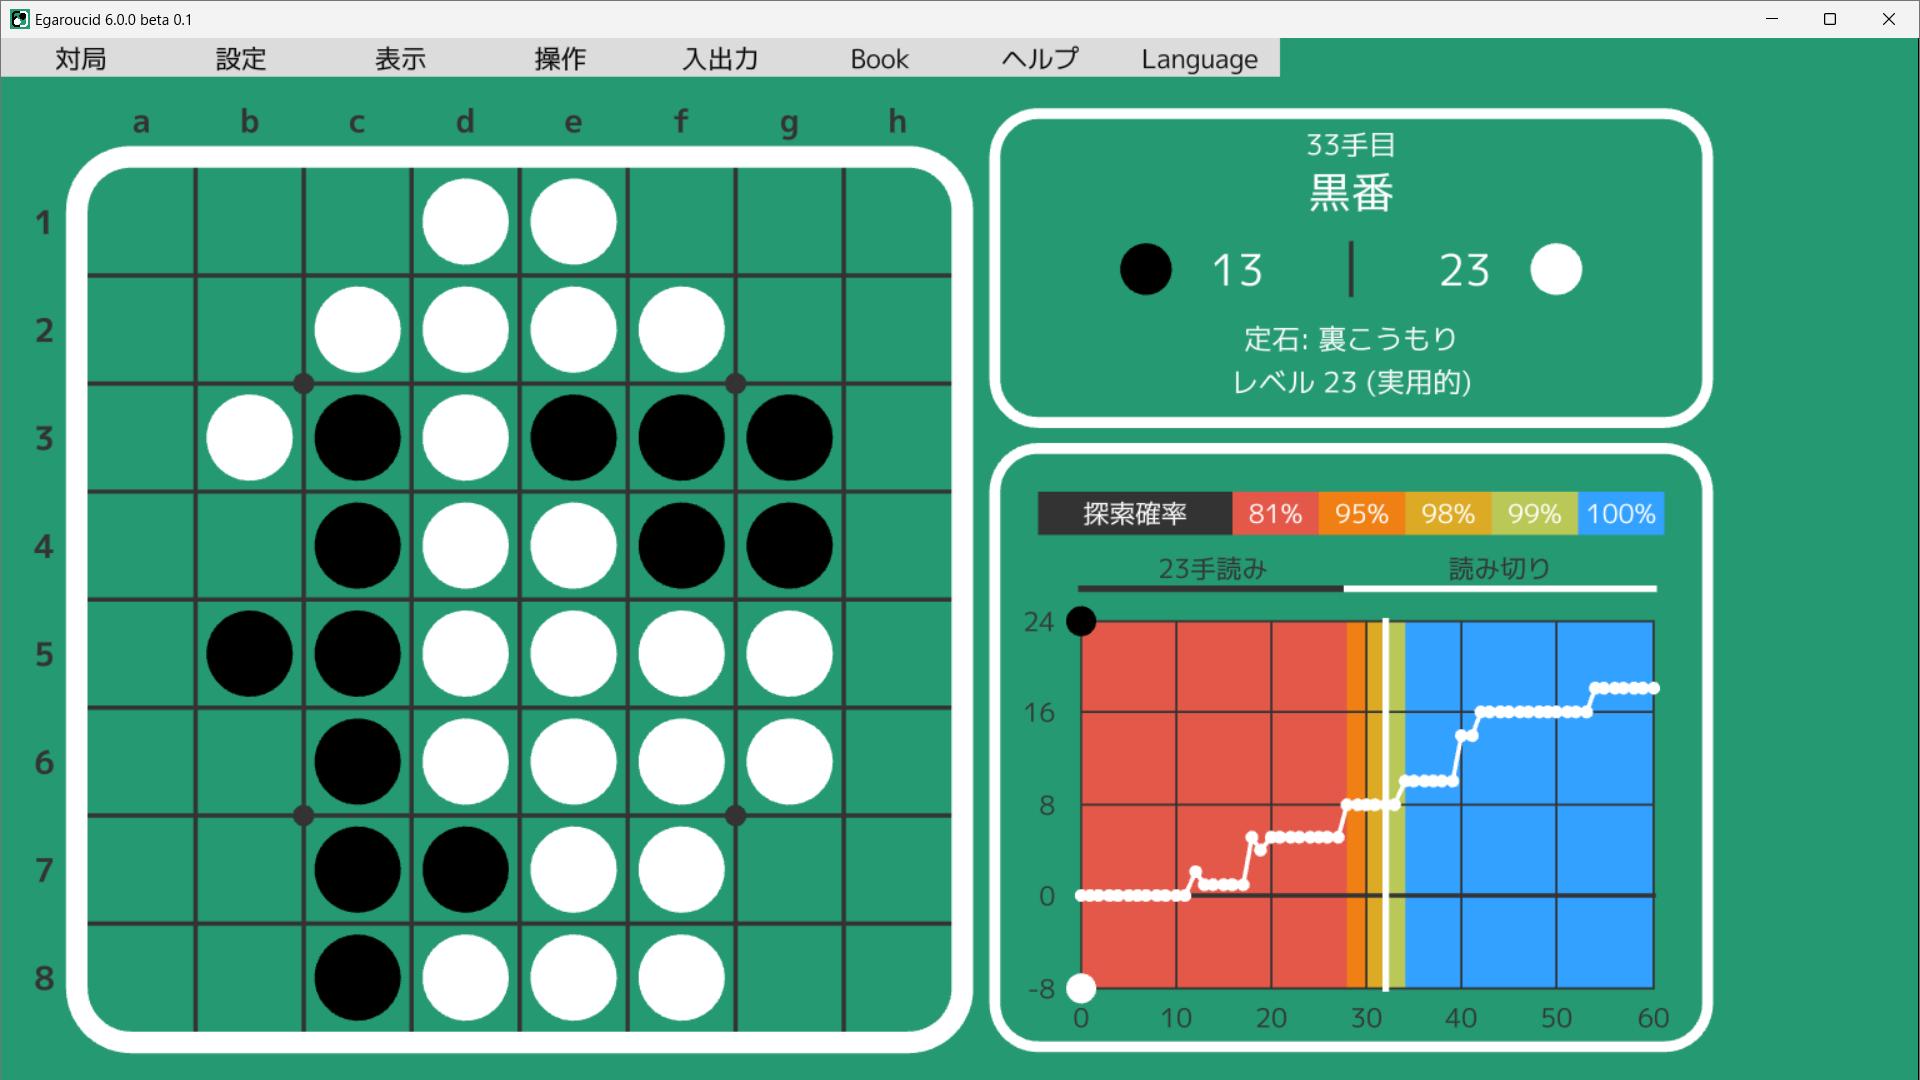 Egaroucid 6.0.0 beta 0.1
対局 設定 表示 操作 入出力 Book ヘルプ Language
a b c d e f g h
1
2
3
4
5
6
7
8
33手目
黒番
13 23
定石: 裏こうもり
レベル 23 (実用的)
探索確率 81% 95% 98% 99% 100%
23手読み 読み切り
24
16
8
0
-8
0 10 20 30 40 50 60